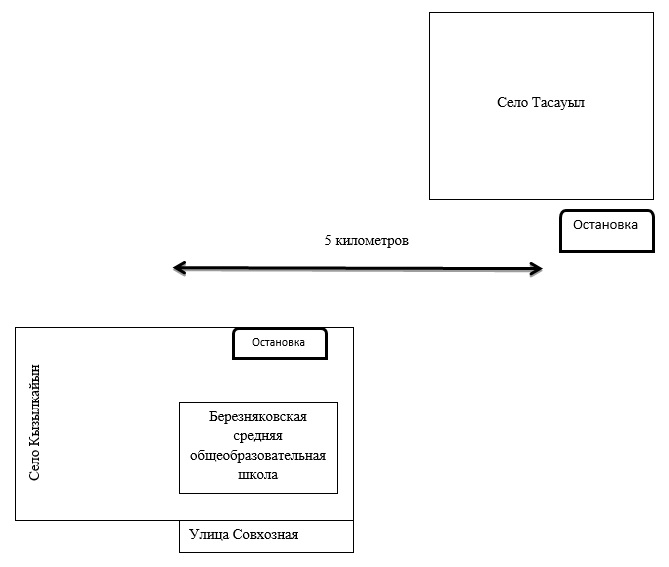 Село Тасауыл
Остановка
5 километров
Остановка
Село Кызылкайын
Березняковская
средняя
общеобразовательная
школа
Улица Совхозная